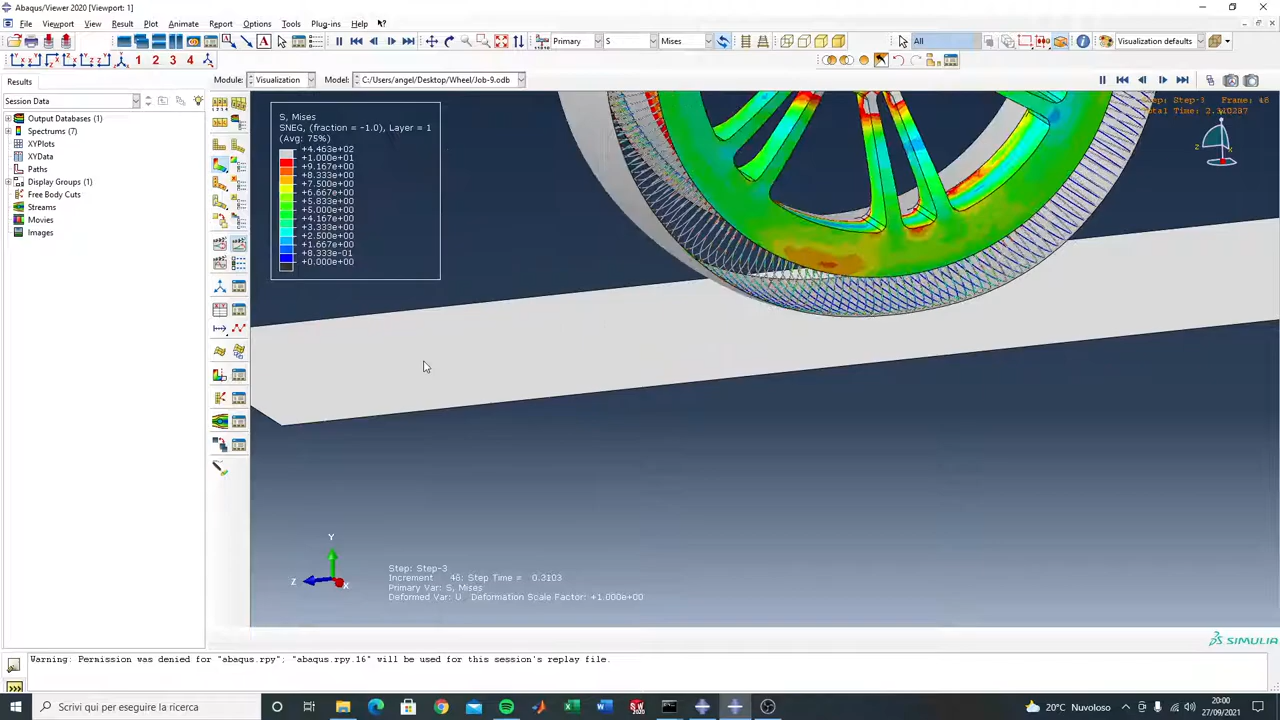 Abaqus/Viewer 2020 [Viewport: 1]
File Viewport View Result Plot Animate Report Options Tools Plug-ins Help
Primary S Mises All Visualization defaults
1 2 3 4
Results Module: Visualization Model: C:/Users/angel/Desktop/Wheel/Job-9.odb
Session Data
Output Databases (1)
Spectrums (7)
XYPlots
XYData
Paths
Display Groups (1)
Free Body Cuts
Streams
Movies
Images
S, Mises
SNEG, (fraction = -1.0), Layer = 1
(Avg: 75%)
+4.463e+02
+1.000e+01
+9.167e+00
+8.333e+00
+7.500e+00
+6.667e+00
+5.833e+00
+5.000e+00
+4.167e+00
+3.333e+00
+2.500e+00
+1.667e+00
+8.333e-01
+0.000e+00
Step: Step-3 Frame: 46
Z
Y
Z
X
Step: Step-3
Increment 46: Step Time = 0.3103
Primary Var: S, Mises
Deformed Var: U Deformation Scale Factor: +1.000e+00
SIMULIA
Warning: Permission was denied for "abaqus.rpy"; "abaqus.rpy.16" will be used for this session's replay file.
>>>
Scrivi qui per eseguire la ricerca
20°C Nuvoloso
20:00
27/09/2021